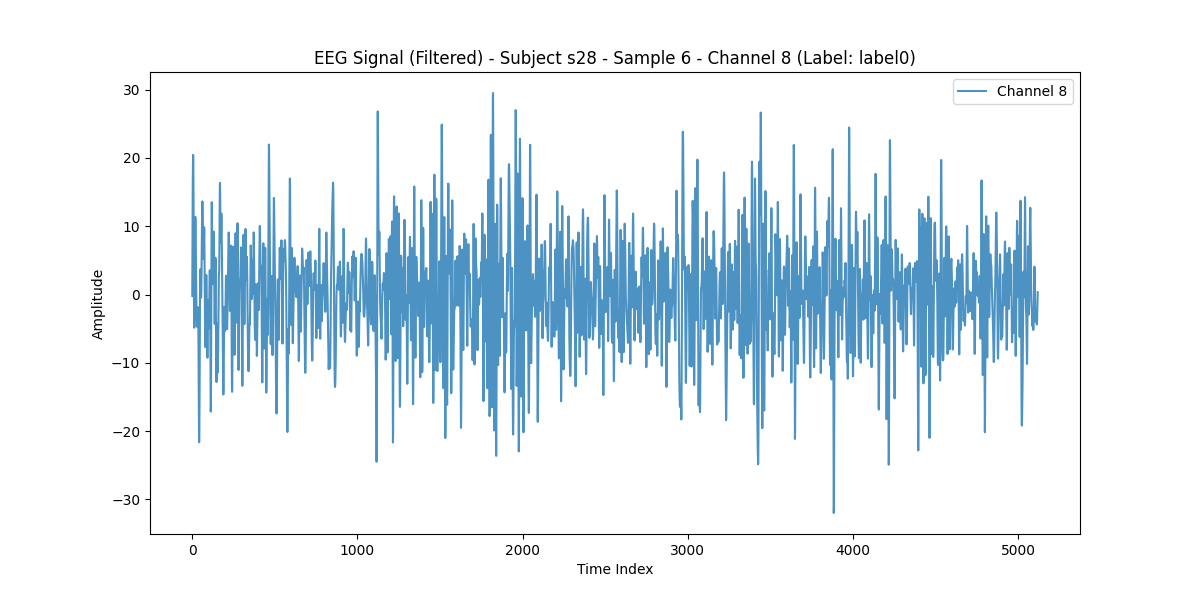 EEG Signal (Filtered) - Subject s28 - Sample 6 - Channel 8 (Label: label0)
Channel 8
30
20
10
0
−10
−20
−30
Amplitude
0 1000 2000 3000 4000 5000
Time Index